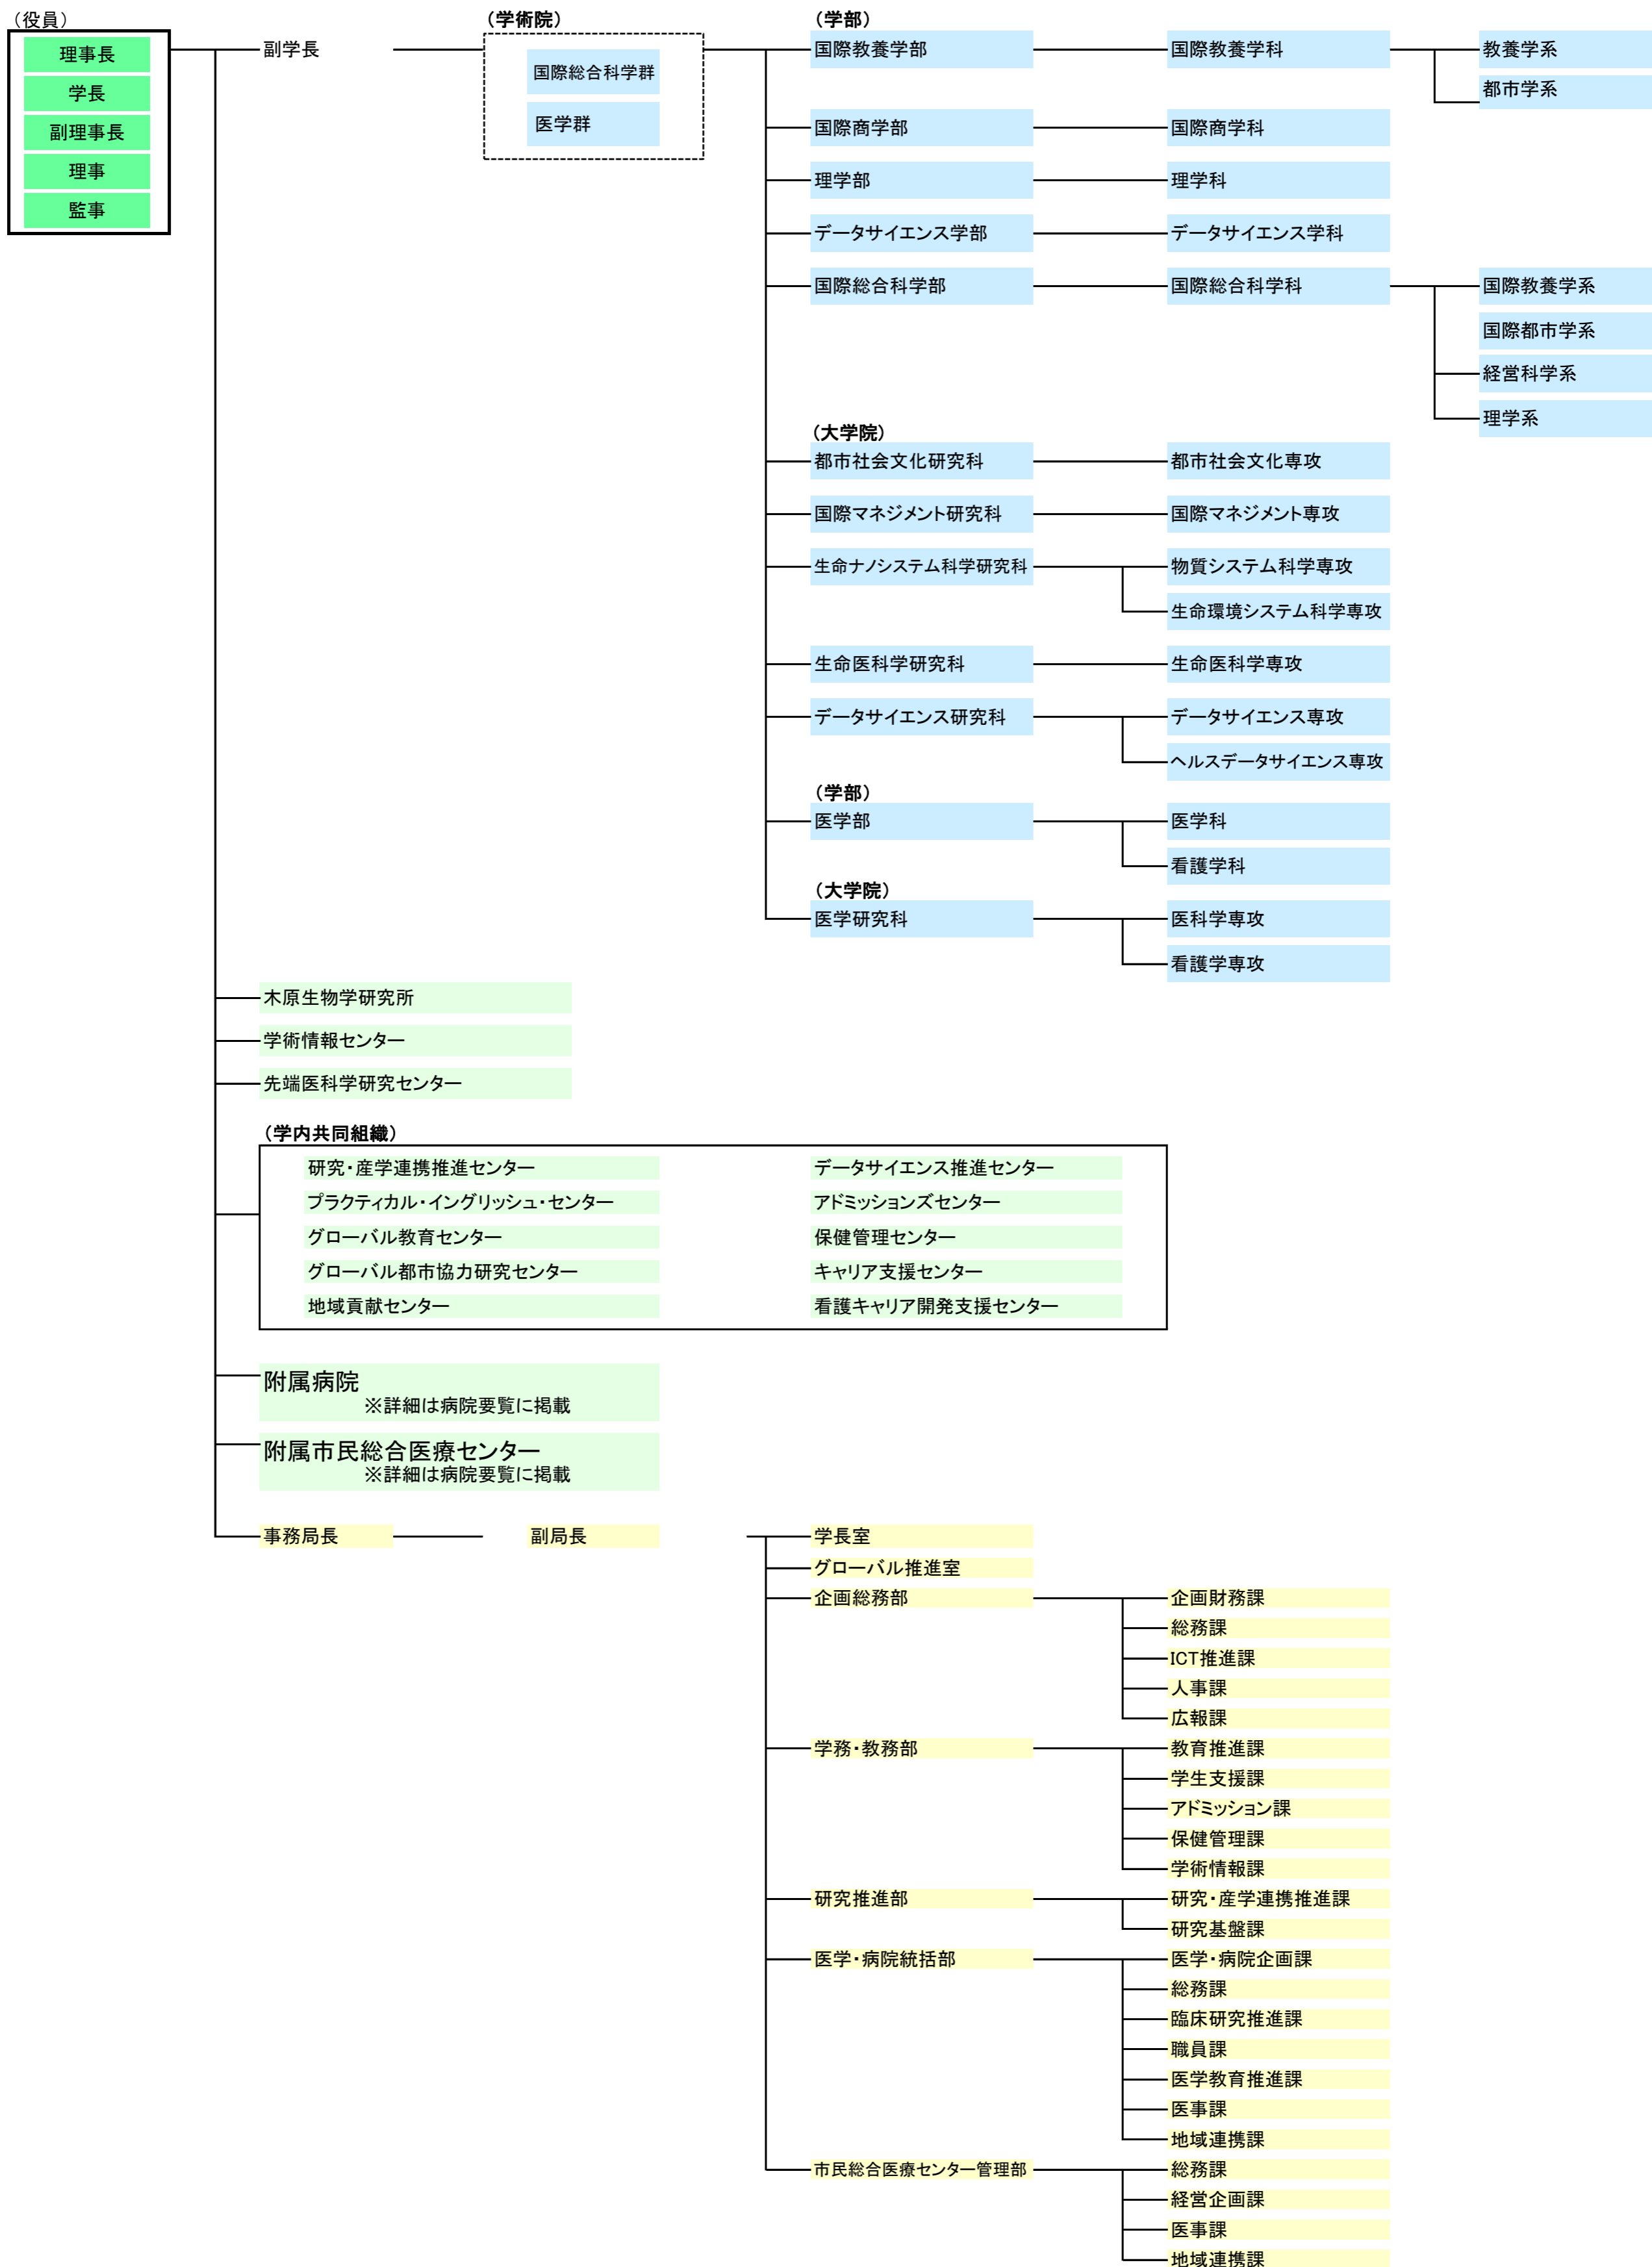 （役員）
（学術院）
（学部）
理事長
学長
副理事長
理事
監事
副学長
国際総合科学群
医学群
国際教養学部
国際教養学科
教養学系
都市学系
国際商学部
国際商学科
理学部
理学科
データサイエンス学部
データサイエンス学科
国際総合科学部
国際総合科学科
国際教養学系
国際都市学系
経営科学系
理学系
（大学院）
都市社会文化研究科
都市社会文化専攻
国際マネジメント研究科
国際マネジメント専攻
生命ナノシステム科学研究科
物質システム科学専攻
生命環境システム科学専攻
生命医科学研究科
生命医科学専攻
データサイエンス研究科
データサイエンス専攻
ヘルスデータサイエンス専攻
（学部）
医学部
医学科
看護学科
（大学院）
医学研究科
医科学専攻
看護学専攻
木原生物学研究所
学術情報センター
先端医科学研究センター
（学内共同組織）
研究・産学連携推進センター
データサイエンス推進センター
プラクティカル・イングリッシュ・センター
アドミッションズセンター
グローバル教育センター
保健管理センター
グローバル都市協力研究センター
キャリア支援センター
地域貢献センター
看護キャリア開発支援センター
附属病院
※詳細は病院要覧に掲載
附属市民総合医療センター
※詳細は病院要覧に掲載
事務局長
副局長
学長室
グローバル推進室
企画総務部
企画財務課
総務課
ICT推進課
人事課
広報課
学務・教務部
教育推進課
学生支援課
アドミッション課
保健管理課
学術情報課
研究推進部
研究・産学連携推進課
研究基盤課
医学・病院統括部
医学・病院企画課
総務課
臨床研究推進課
職員課
医学教育推進課
医事課
地域連携課
市民総合医療センター管理部
総務課
経営企画課
医事課
地域連携課